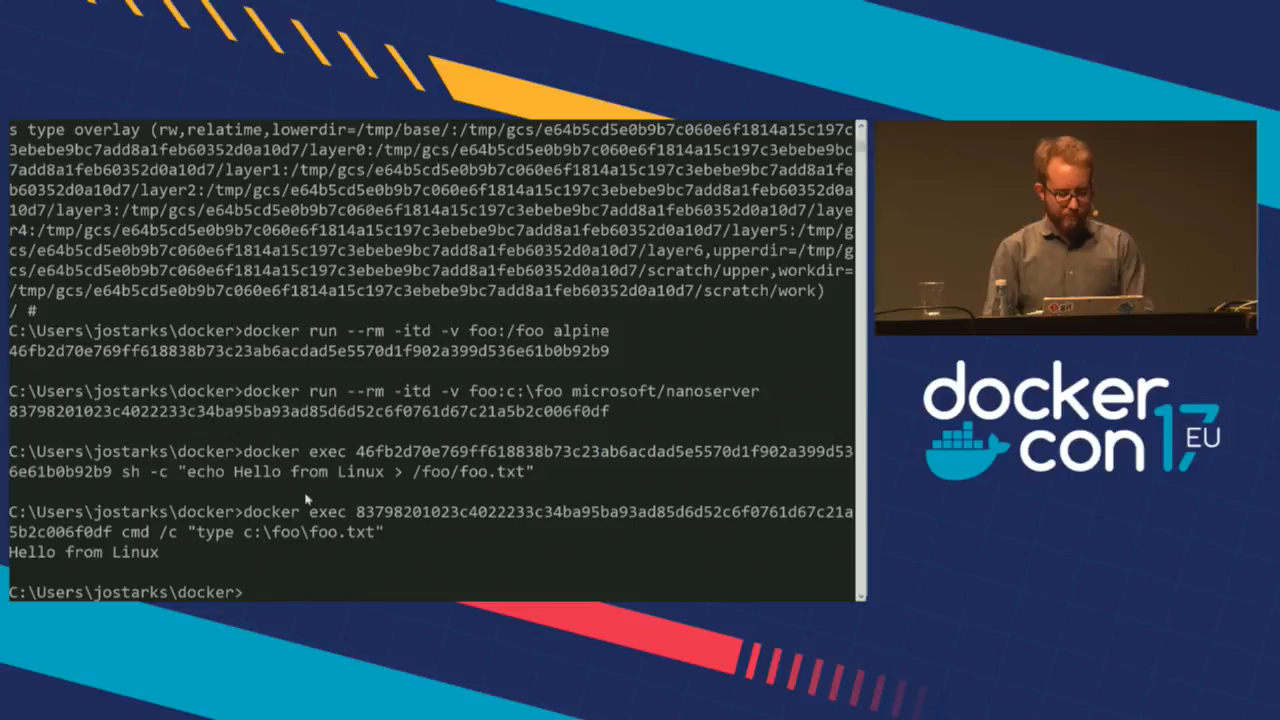 s type overlay (rw,relatime,lowerdir=/tmp/base/:/tmp/gcs/e64b5cd5e0b9b7c060e6f1814a15c197c
3ebebe9bc7add8a1feb60352d0a10d7/layer0:/tmp/gcs/e64b5cd5e0b9b7c060e6f1814a15c197c3ebebe9bc
7add8a1feb60352d0a10d7/layer1:/tmp/gcs/e64b5cd5e0b9b7c060e6f1814a15c197c3ebebe9bc7add8a1fe
b60352d0a10d7/layer2:/tmp/gcs/e64b5cd5e0b9b7c060e6f1814a15c197c3ebebe9bc7add8a1feb60352d0a
10d7/layer3:/tmp/gcs/e64b5cd5e0b9b7c060e6f1814a15c197c3ebebe9bc7add8a1feb60352d0a10d7/laye
r4:/tmp/gcs/e64b5cd5e0b9b7c060e6f1814a15c197c3ebebe9bc7add8a1feb60352d0a10d7/layer5:/tmp/g
cs/e64b5cd5e0b9b7c060e6f1814a15c197c3ebebe9bc7add8a1feb60352d0a10d7/layer6,upperdir=/tmp/g
cs/e64b5cd5e0b9b7c060e6f1814a15c197c3ebebe9bc7add8a1feb60352d0a10d7/scratch/upper,workdir=
/tmp/gcs/e64b5cd5e0b9b7c060e6f1814a15c197c3ebebe9bc7add8a1feb60352d0a10d7/scratch/work)
/ #
C:\Users\jostarks\docker>docker run --rm -itd -v foo:/foo alpine
46fb2d70e769ff618838b73c23ab6acdad5e5570d1f902a399d536e61b0b92b9
C:\Users\jostarks\docker>docker run --rm -itd -v foo:c:\foo microsoft/nanoserver
83798201023c4022233c34ba95ba93ad85d6d52c6f0761d67c21a5b2c006f0df
C:\Users\jostarks\docker>docker exec 46fb2d70e769ff618838b73c23ab6acdad5e5570d1f902a399d53
6e61b0b92b9 sh -c "echo Hello from Linux > /foo/foo.txt"
C:\Users\jostarks\docker>docker exec 83798201023c4022233c34ba95ba93ad85d6d52c6f0761d67c21a
5b2c006f0df cmd /c "type c:\foo\foo.txt"
Hello from Linux
C:\Users\jostarks\docker>
git
docker
con 17 EU